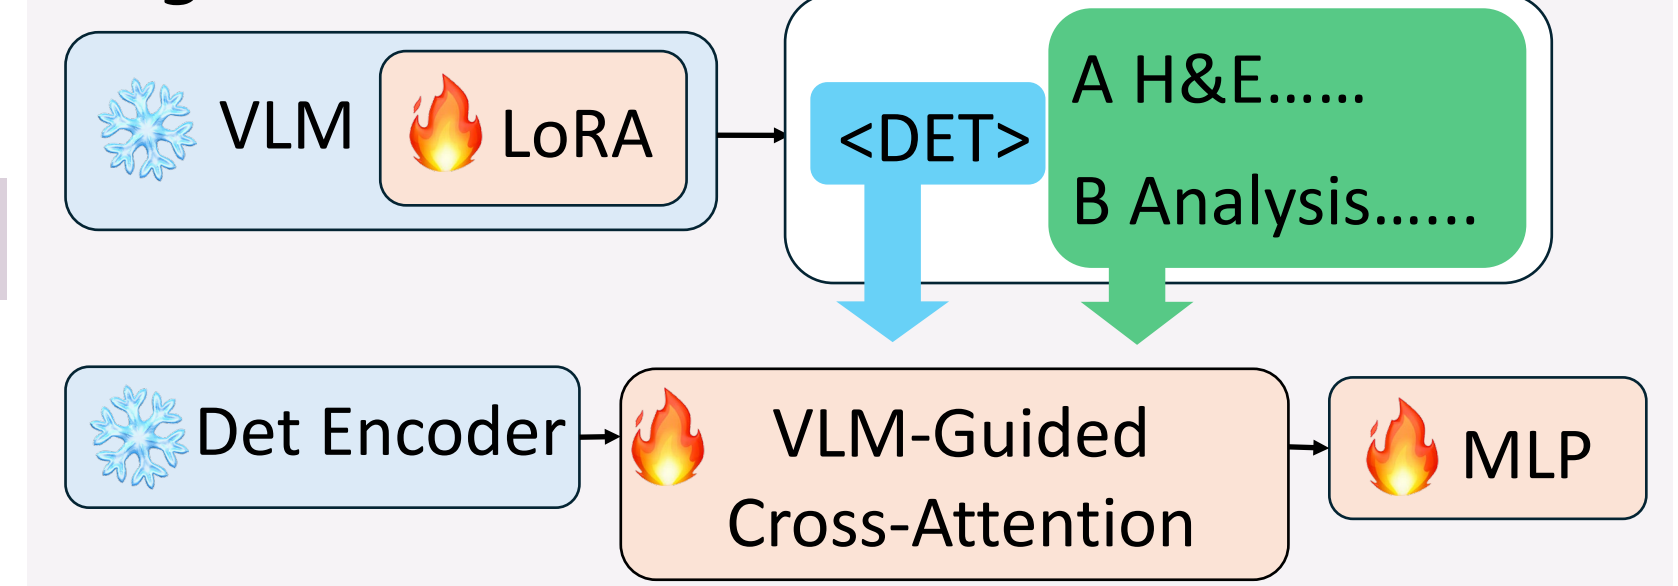 VLM
LoRA
<DET>
A H&E......
B Analysis......
Det Encoder
VLM-Guided
Cross-Attention
MLP